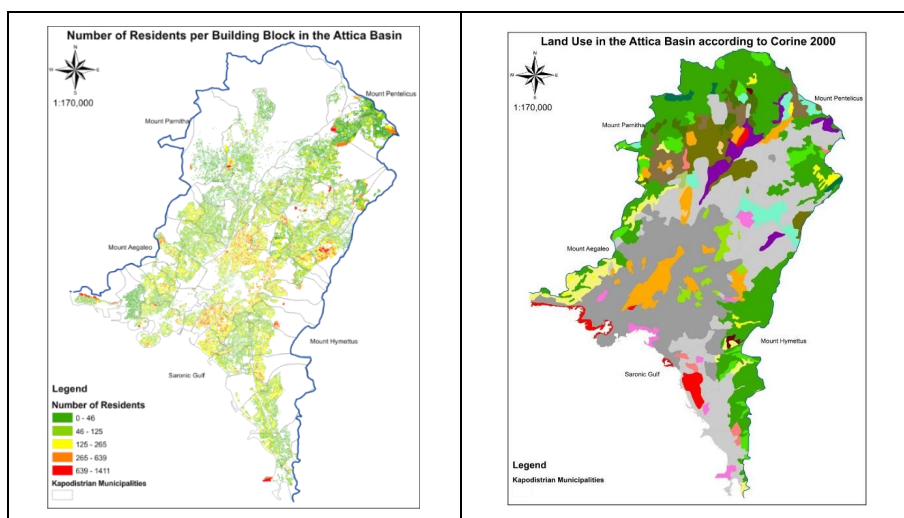 Number of Residents per Building Block in the Attica Basin
N
W
E
S
1:170,000
Mount Pentelicus
Mount Parnitha
Mount Aegaleo
Mount Hymettus
Saronic Gulf
Legend
Number of Residents
0 - 46
46 - 125
125 - 265
265 - 639
639 - 1411
Kapodistrian Municipalities
Land Use in the Attica Basin according to Corine 2000
N
W
E
S
1:170,000
Mount Pentelicus
Mount Parnitha
Mount Aegaleo
Mount Hymettus
Saronic Gulf
Legend
Kapodistrian Municipalities